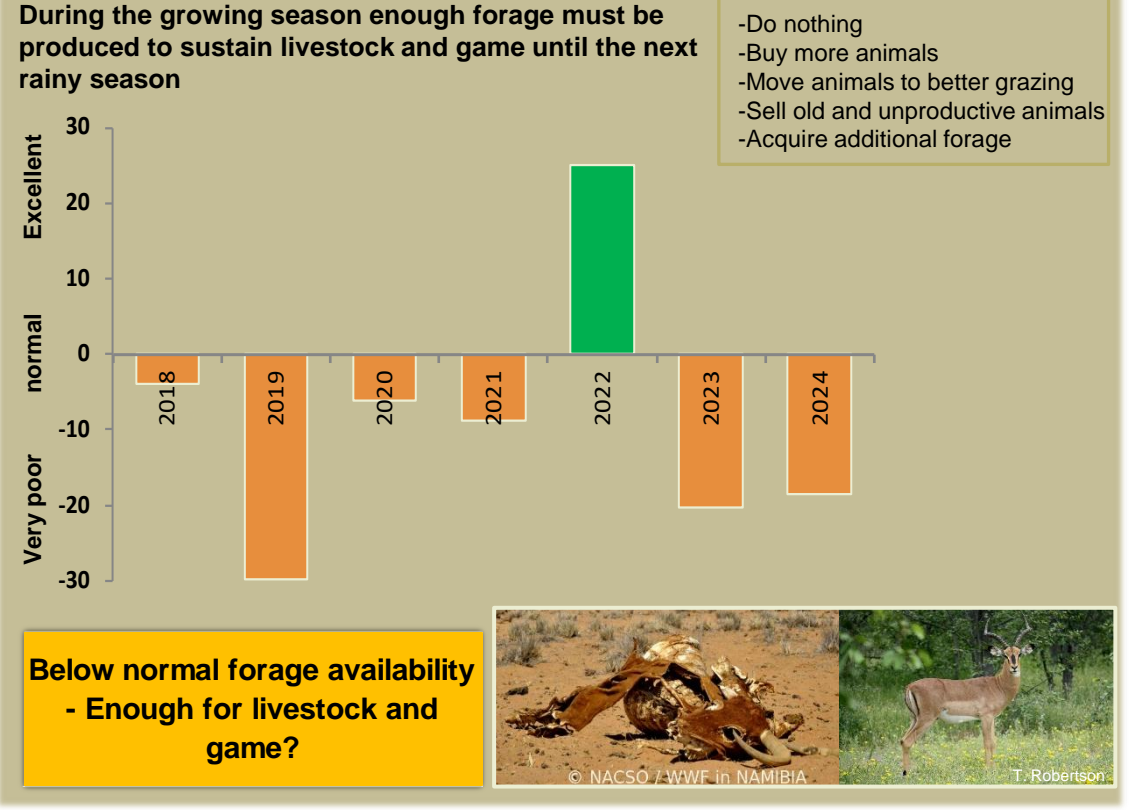 During the growing season enough forage must be
produced to sustain livestock and game until the next
rainy season
-Do nothing
-Buy more animals
-Move animals to better grazing
-Sell old and unproductive animals
-Acquire additional forage
Excellent
normal
Very poor
30
20
10
0
-10
-20
-30
2018
2019
2020
2021
2022
2023
2024
Below normal forage availability
- Enough for livestock and
game?
© NACSO / WWF in NAMIBIA
T. Robertson